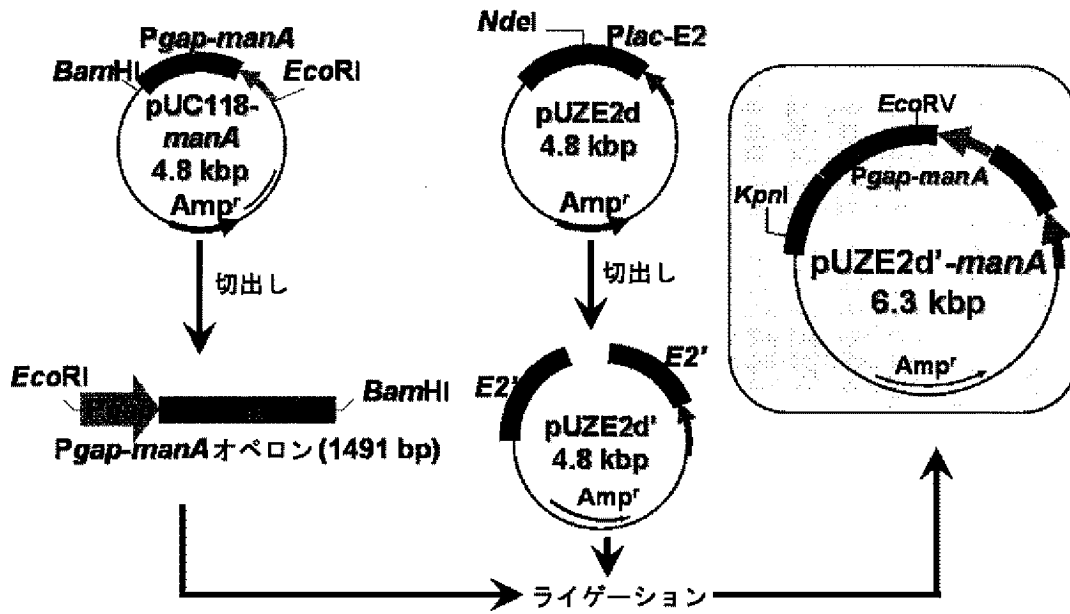 Pgap-manA
BamHI
EcoRI
pUC118-
manA
4.8 kbp
Ampʳ
切出し
EcoRI
BamHI
Pgap-manAオペロン(1491 bp)
NdeI
Plac-E2
pUZE2d
4.8 kbp
Ampʳ
切出し
E2'
E2'
pUZE2d'
4.8 kbp
Ampʳ
ライゲーション
EcoRV
Pgap-manA
KpnI
pUZE2d'-manA
6.3 kbp
Ampʳ